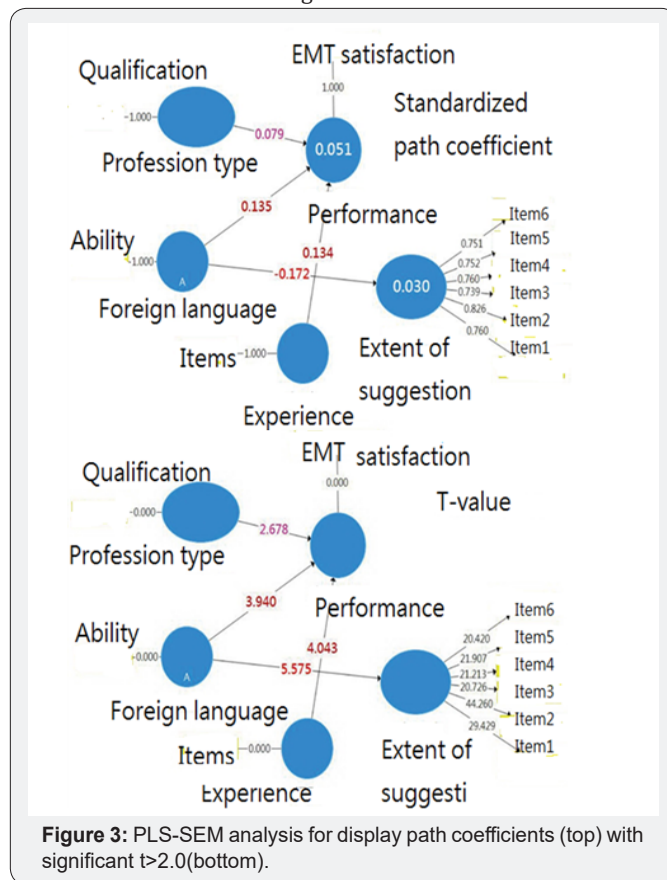 EMT satisfaction
Qualification
1.000
Standardized
-1.000
0.079
0.051
path coefficient
Profession type
0.135
Performance
Item6
Ability
0.134
0.751
Item5
0.752
-1.000
-0.172
0.760
Item4
A
0.030
0.739
Item3
Foreign language
0.826
Item2
0.760
Items
-1.000
Extent of
Item1
suggestion
Experience
EMT satisfaction
Qualification
0.000
T-value
-0.000
2.678
Profession type
3.940
Performance
Item6
Ability
4.043
20.420
Item5
21.907
-0.000
5.575
21.213
Item4
A
20.726
Item3
Foreign language
44.260
Item2
29.429
Items
-0.000
Extent of
Item1
Experience
suggesti
Figure 3: PLS-SEM analysis for display path coefficients (top) with
significant t>2.0(bottom).